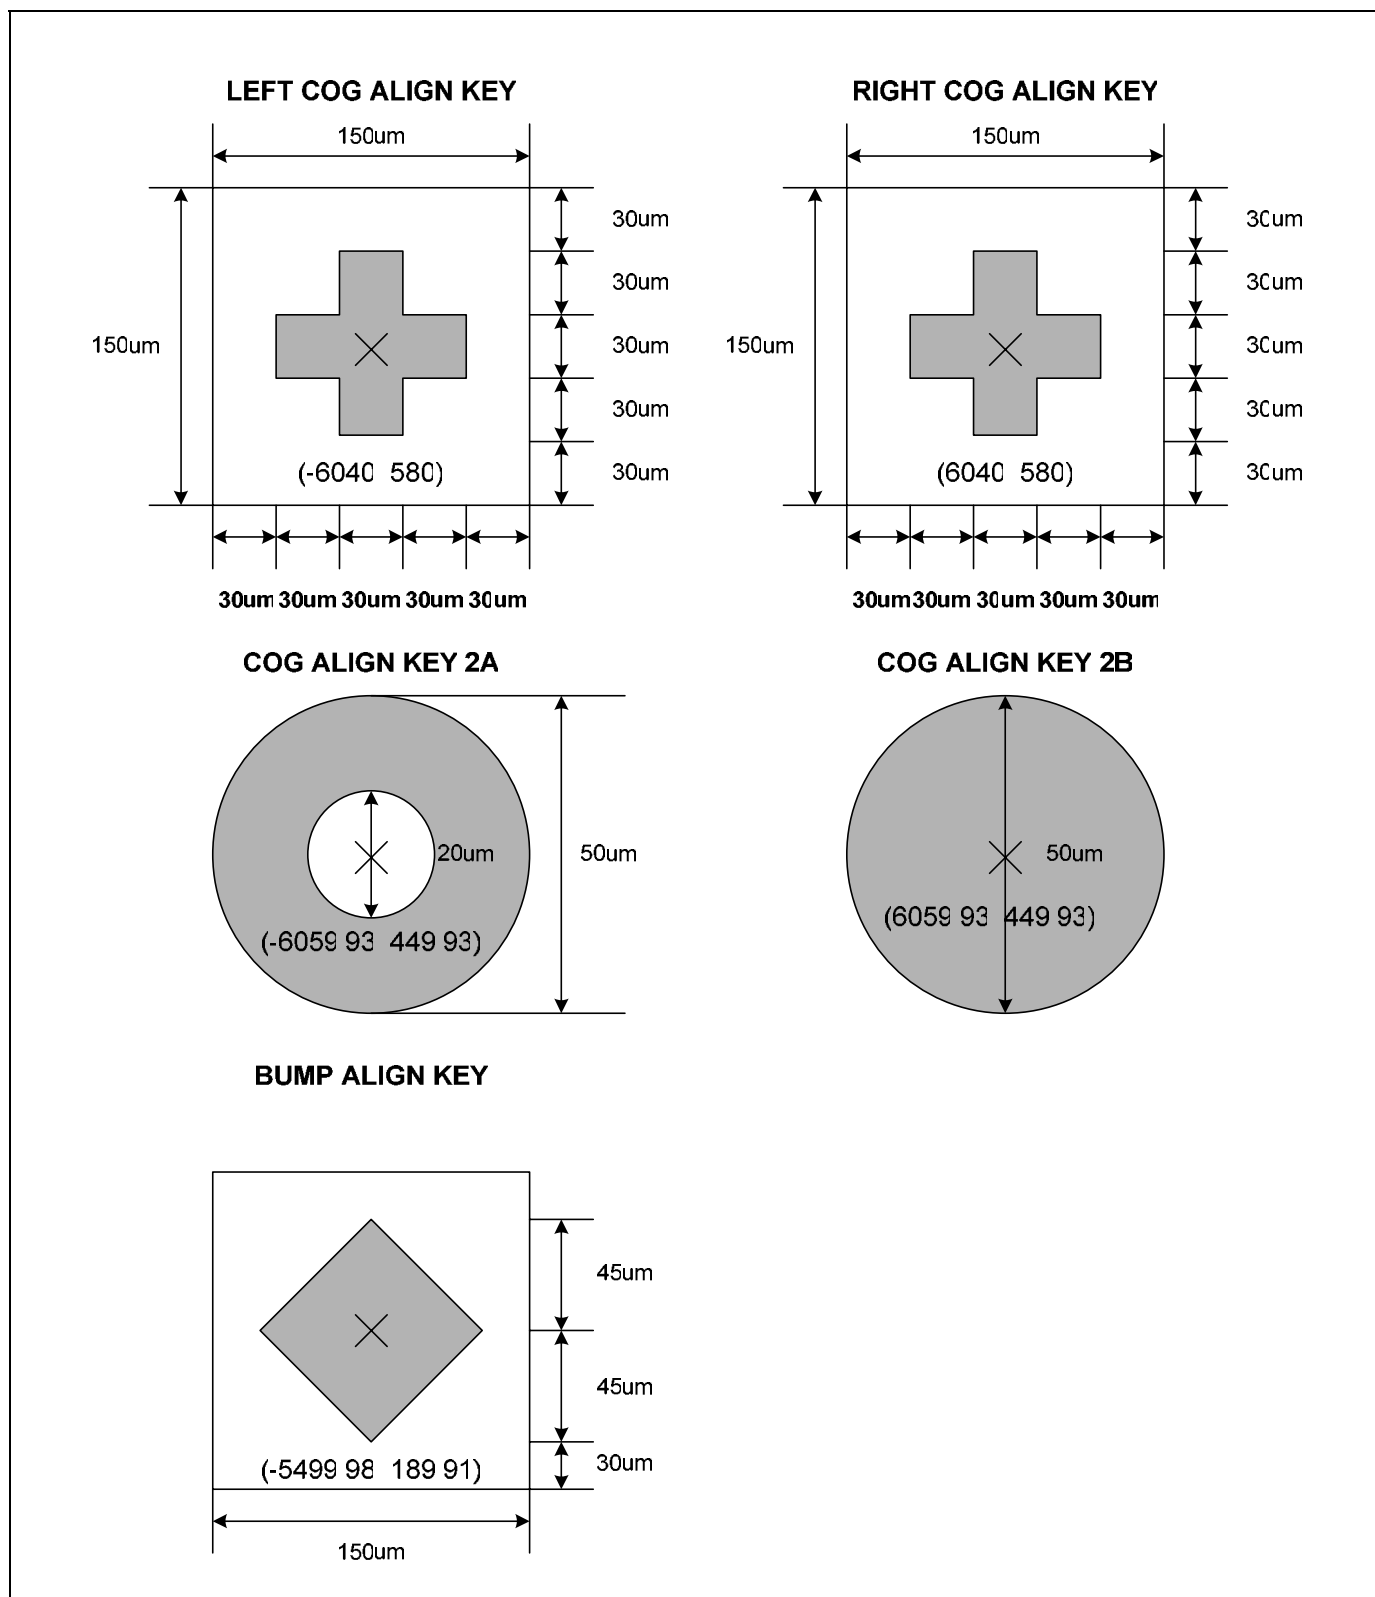 LEFT COG ALIGN KEY
150um
150um
30um
30um
30um
30um
30um
(-6040 580)
30um 30um 30um 30um 30um
RIGHT COG ALIGN KEY
150um
150um
30um
30um
30um
30um
30um
(6040 580)
30um 30um 30um 30um 30um
COG ALIGN KEY 2A
20um
50um
(-6059 93 449 93)
COG ALIGN KEY 2B
50um
(6059 93 449 93)
BUMP ALIGN KEY
45um
45um
30um
(-5499 98 189 91)
150um